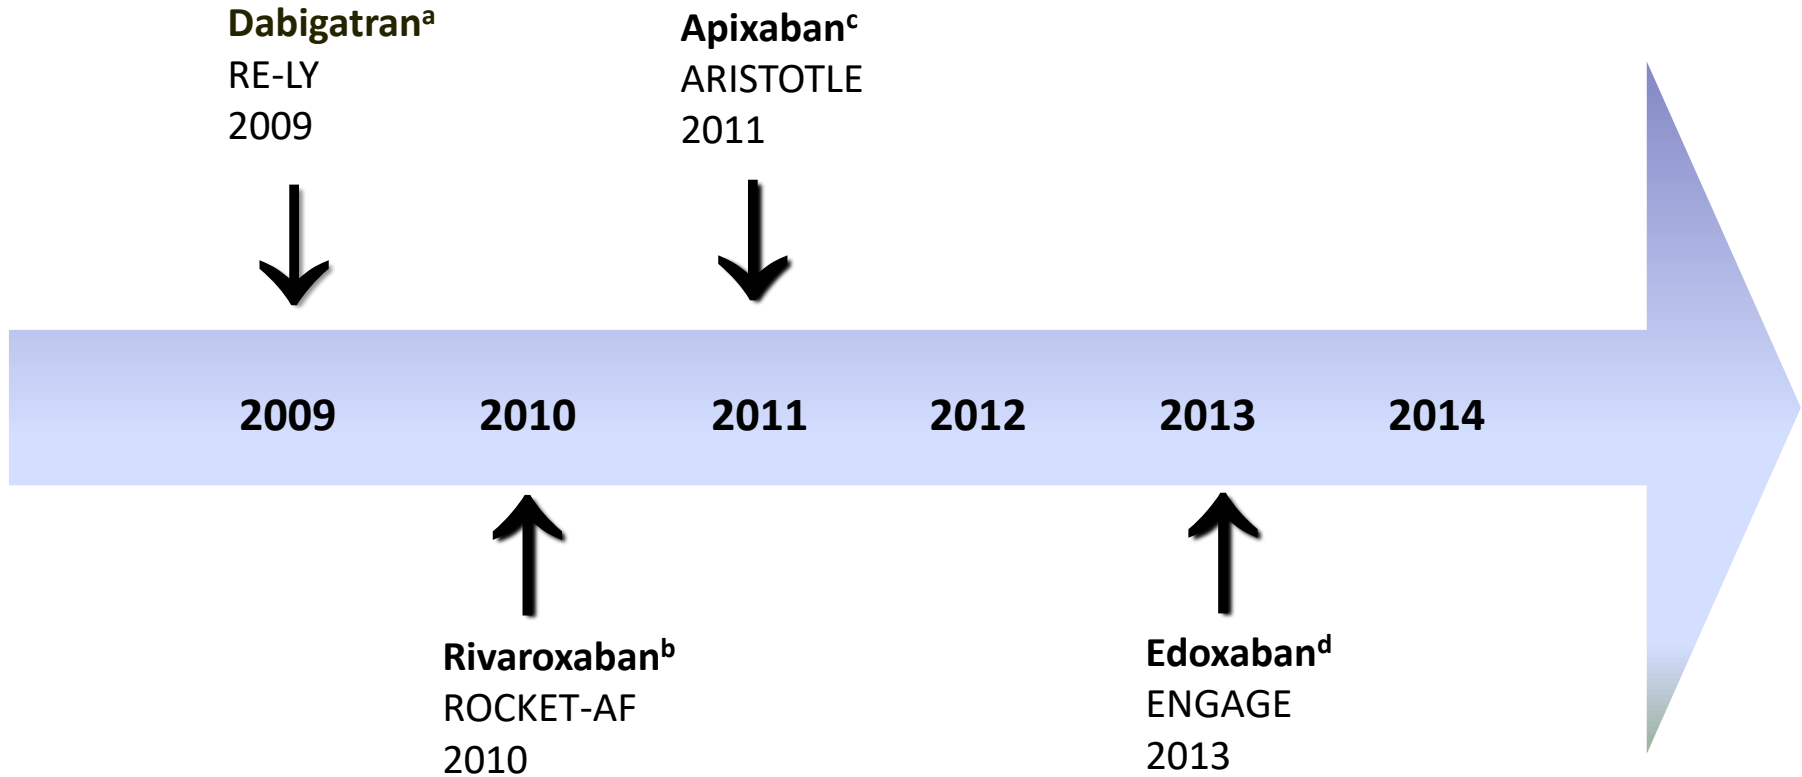 Dabigatranᵃ
RE-LY
2009
Apixabanᶜ
ARISTOTLE
2011
2009 2010 2011 2012 2013 2014
Rivaroxabanᵇ
ROCKET-AF
2010
Edoxabanᵈ
ENGAGE
2013